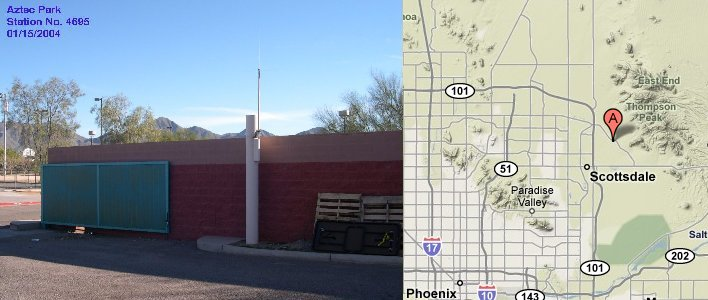 Aztec Park
Station No. 4695
01/15/2004
oa
East End
101
Thompson
Peak
A
51
Scottsdale
Paradise
Valley
17
Salt
202
101
Phoenix
10
143